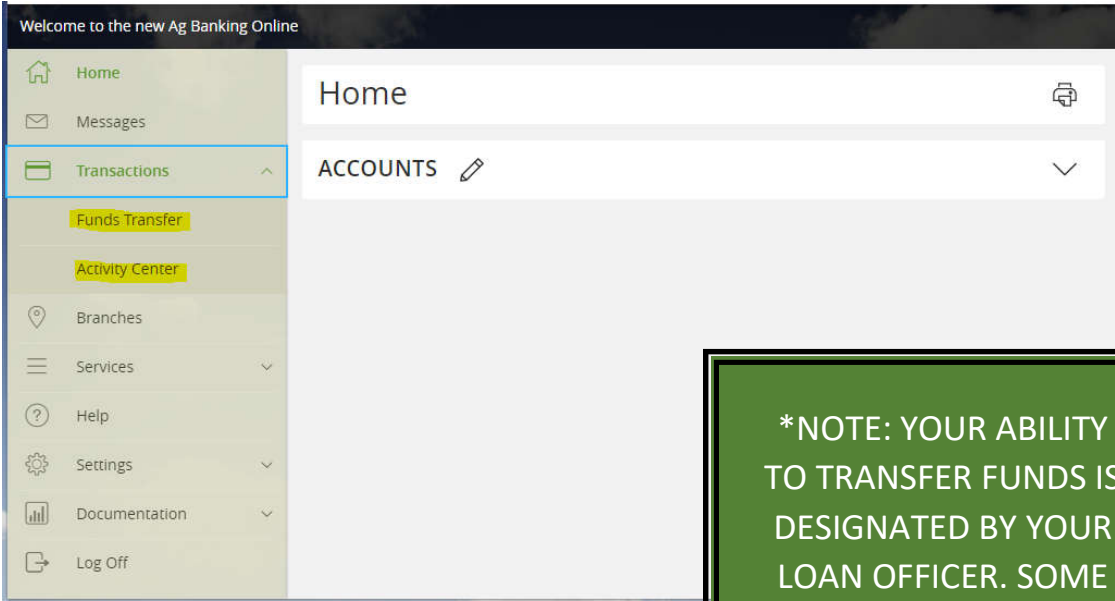 Welcome to the new Ag Banking Online
Home
Messages
Transactions
Funds Transfer
Activity Center
Branches
Services
Help
Settings
Documentation
Log Off
Home
ACCOUNTS
*NOTE: YOUR ABILITY
TO TRANSFER FUNDS IS
DESIGNATED BY YOUR
LOAN OFFICER. SOME